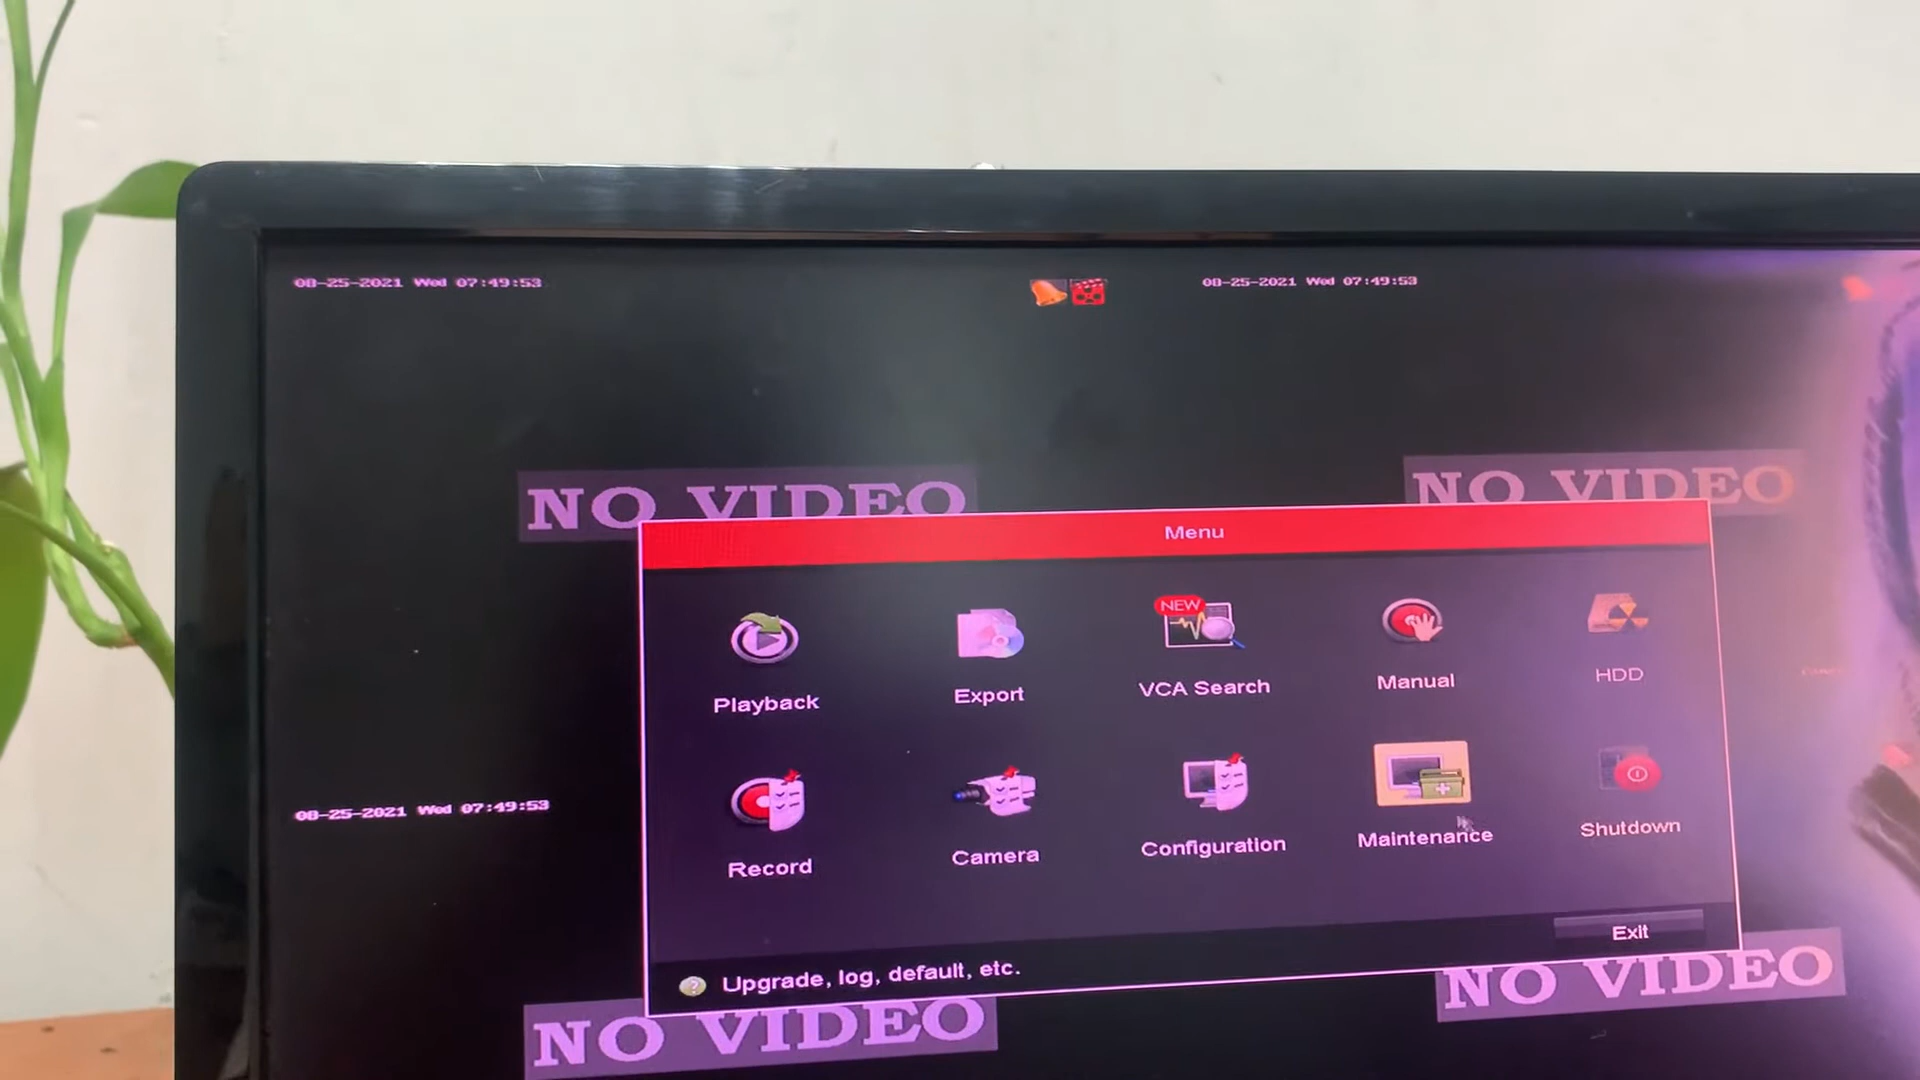 08-25-2021 Wed 07:49:53
08-25-2021 Wed 07:49:53
NO VIDEO
NO VIDEO
Menu
NEW
Playback
Export
VCA Search
Manual
HDD
08-25-2021 Wed 07:49:53
Record
Camera
Configuration
Maintenance
Shutdown
Exit
Upgrade, log, default, etc.
NO VIDEO
NO VIDEO